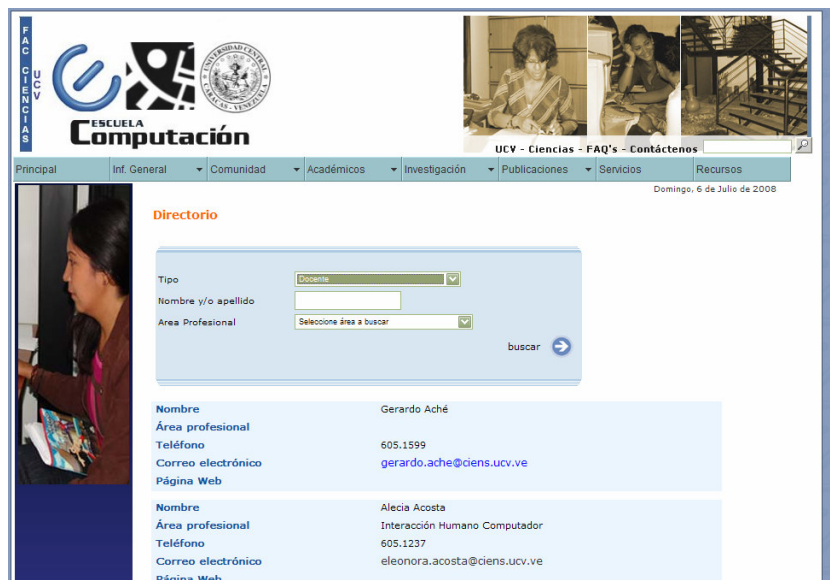 FAC CIENCIAS
UCV
UNIVERSIDAD CENTRAL
CARACAS - VENEZUELA
ESCUELA
Computación
UCV - Ciencias - FAQ's - Contáctenos
Principal Inf. General Comunidad Académicos Investigación Publicaciones Servicios Recursos
Domingo, 6 de Julio de 2008
Directorio
Tipo Docente
Nombre y/o apellido
Area Profesional Seleccione área a buscar
buscar
Nombre Gerardo Aché
Área profesional
Teléfono 605.1599
Correo electrónico gerardo.ache@ciens.ucv.ve
Página Web
Nombre Alecia Acosta
Área profesional Interacción Humano Computador
Teléfono 605.1237
Correo electrónico eleonora.acosta@ciens.ucv.ve
Página Web